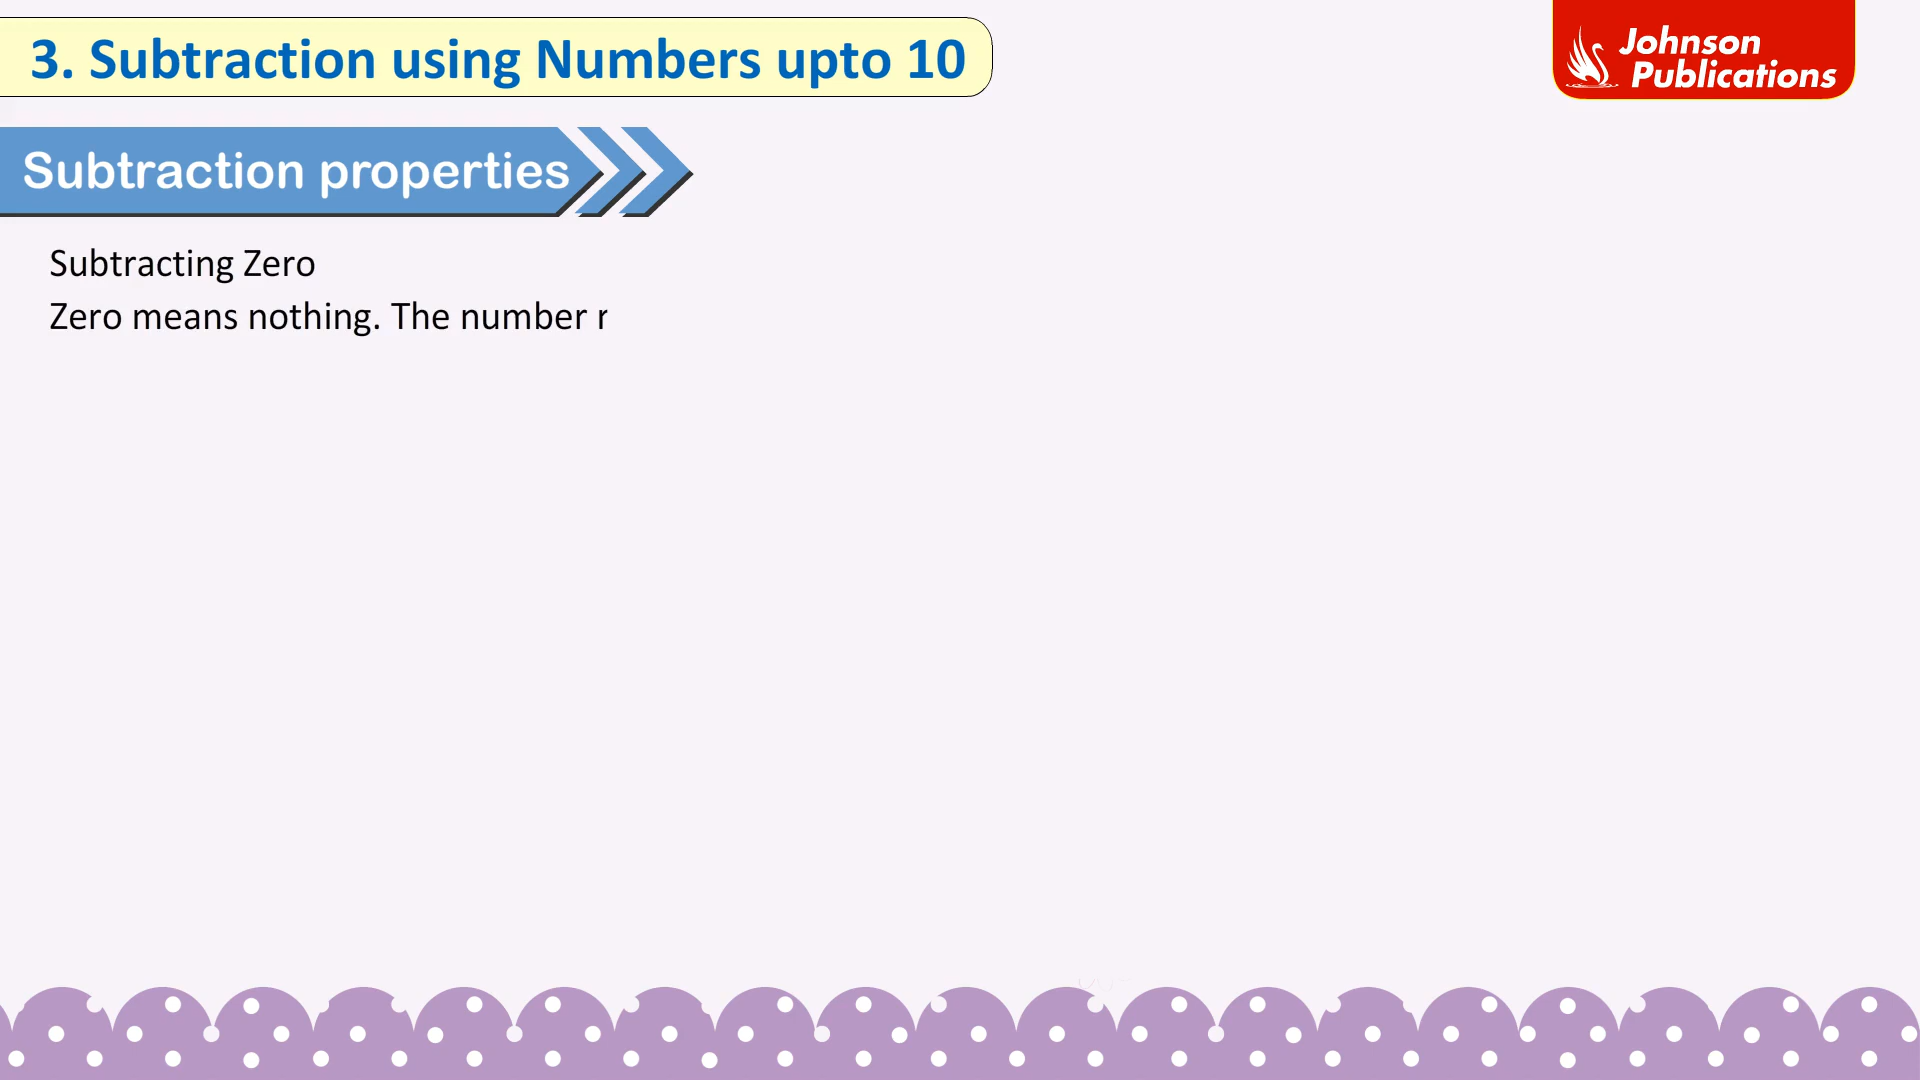 3. Subtraction using Numbers upto 10
Johnson
Publications
Subtraction properties
Subtracting Zero
Zero means nothing. The number